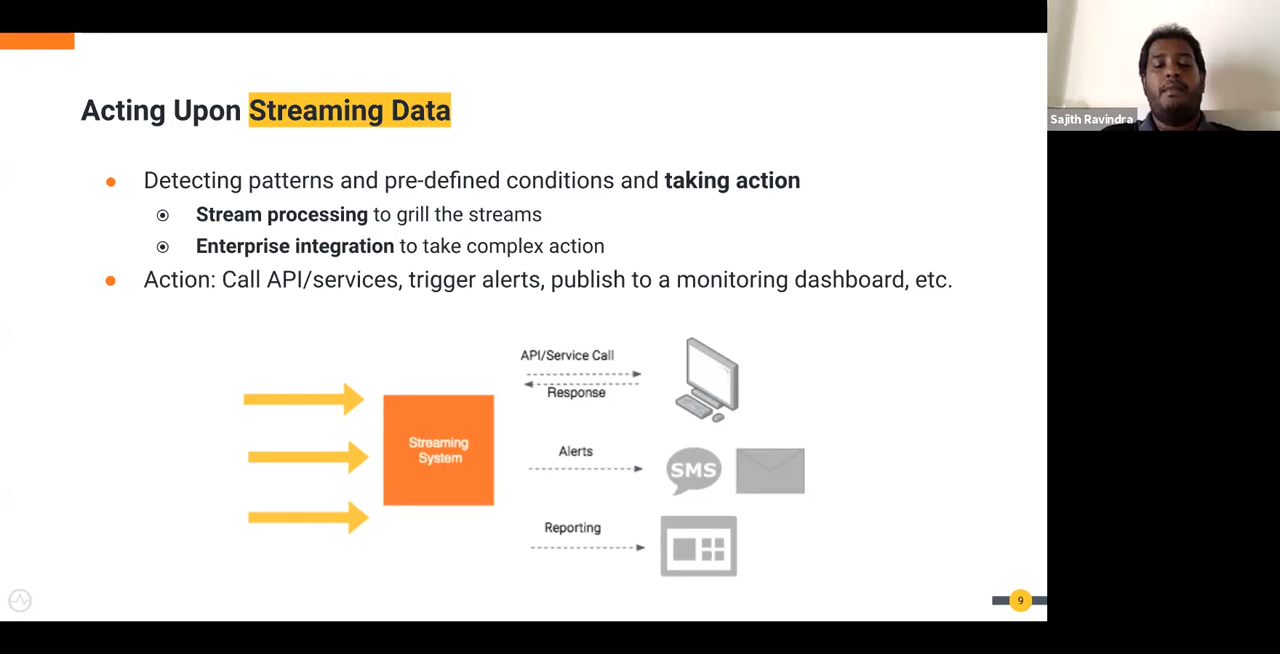 Acting Upon Streaming Data
Sajith Ravindra
Detecting patterns and pre-defined conditions and taking action
Stream processing to grill the streams
Enterprise integration to take complex action
Action: Call API/services, trigger alerts, publish to a monitoring dashboard, etc.
API/Service Call
Response
Streaming
System
Alerts
SMS
Reporting
9